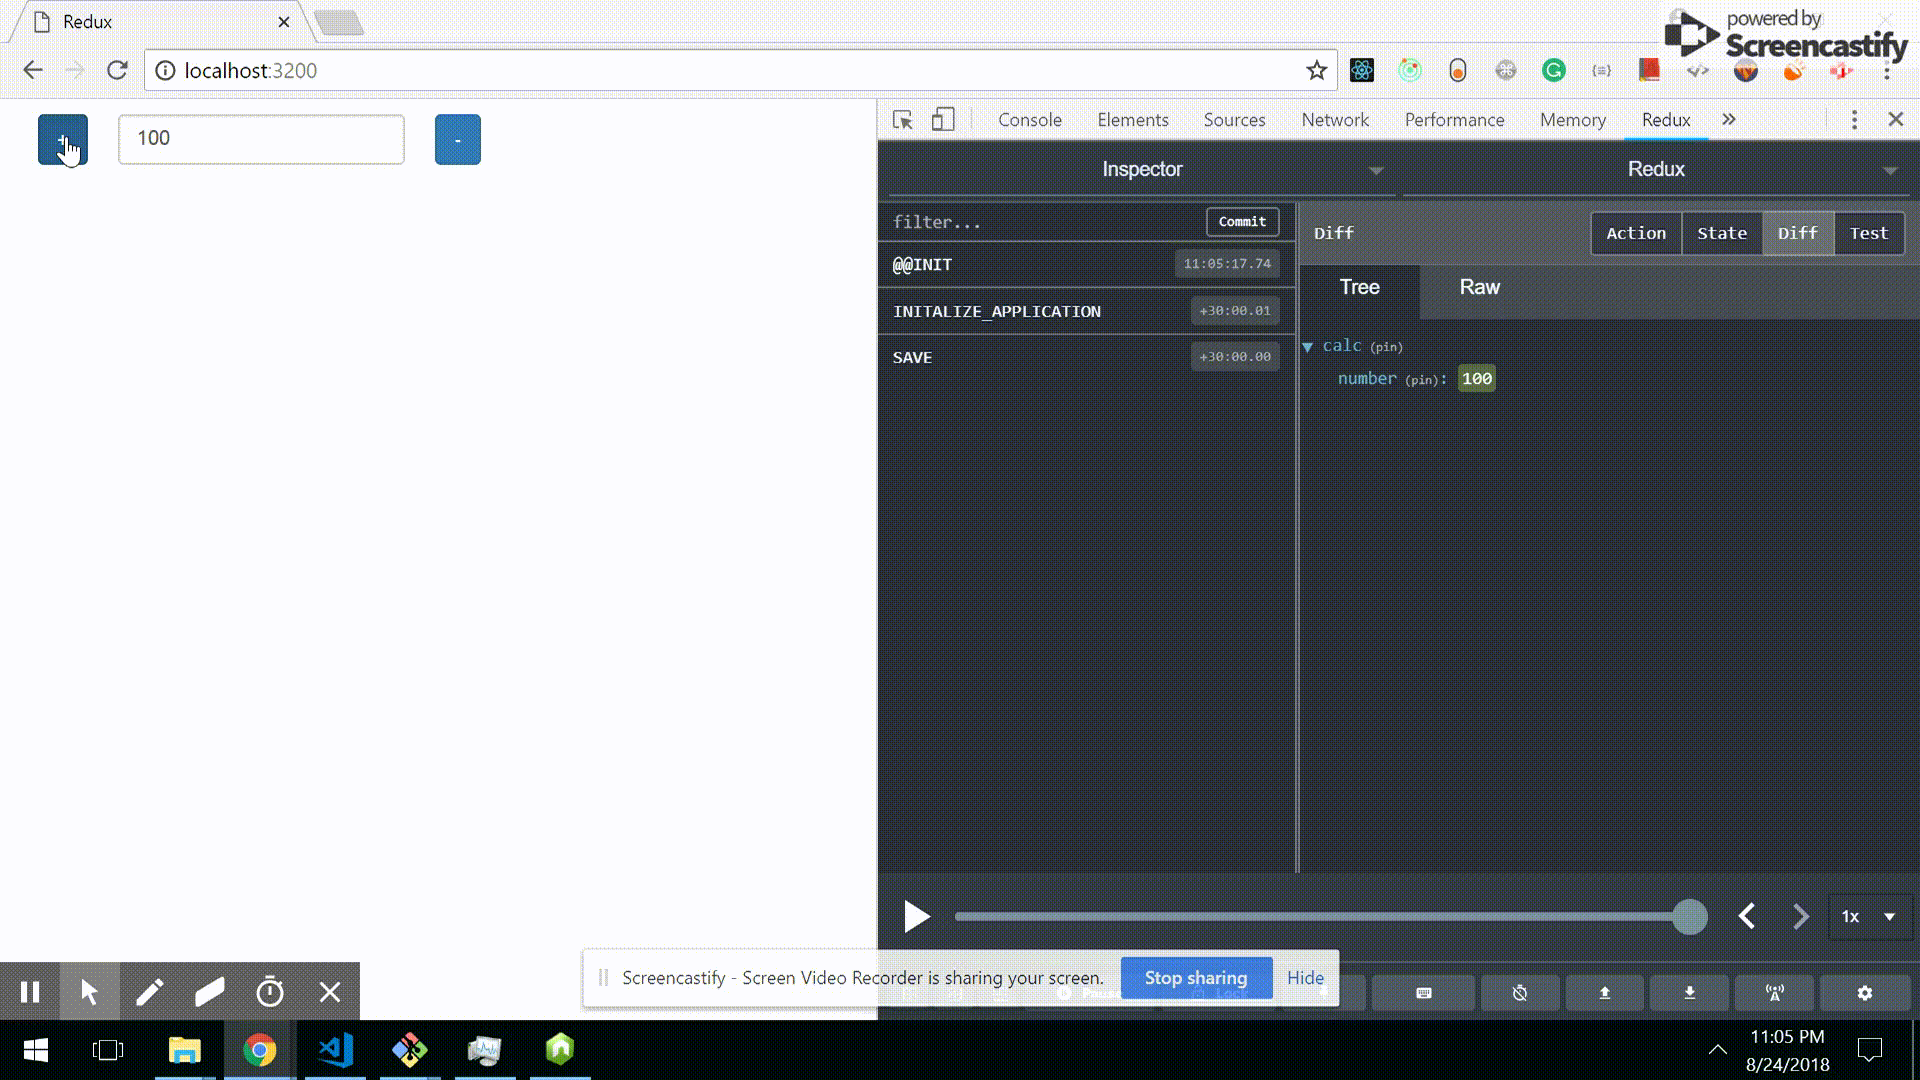 Redux
powered by
Screencastify
localhost:3200
+
100
-
Console
Elements
Sources
Network
Performance
Memory
Redux
Inspector
Redux
filter...
Commit
Diff
Action
State
Diff
Test
@@INIT
11:05:17.74
Tree
Raw
INITALIZE_APPLICATION
+30:00.01
calc (pin)
SAVE
+30:00.00
number (pin): 100
1x
Screencastify - Screen Video Recorder is sharing your screen.
Stop sharing
Hide
Pause
Lock
11:05 PM
8/24/2018